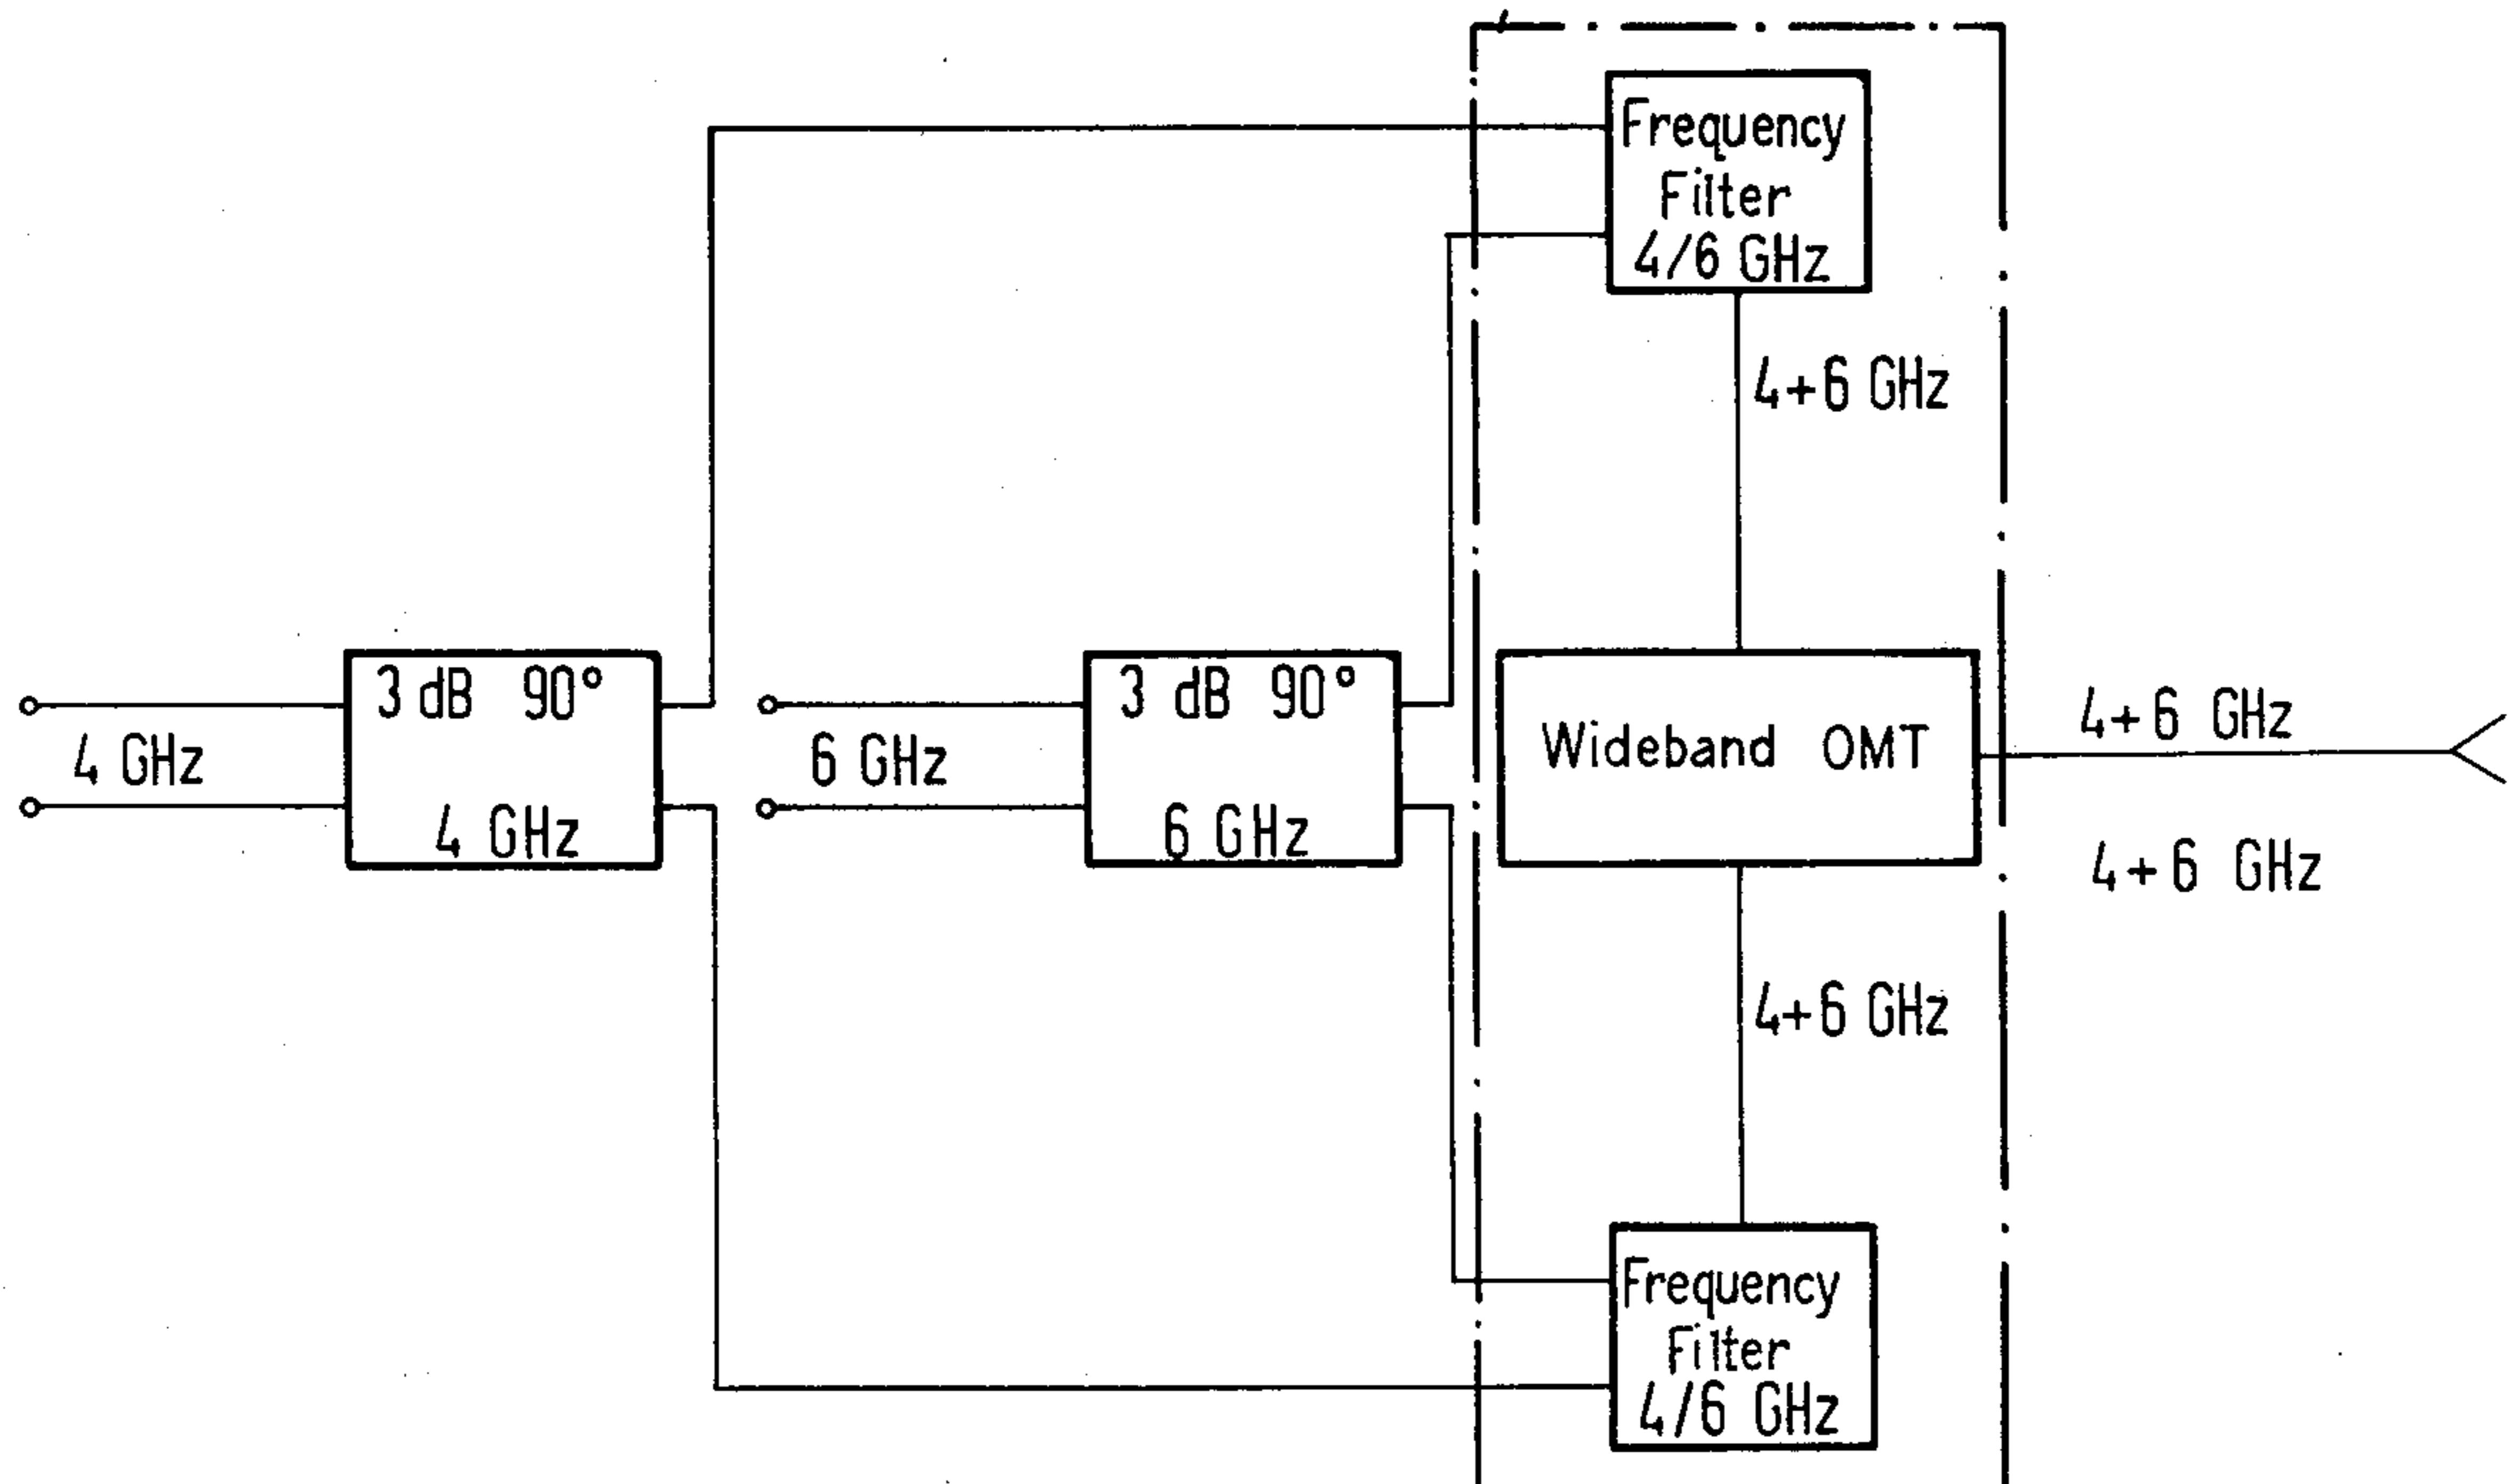 Frequency
Filter
4/6 GHz
4+6 GHz
3 dB 90°
4 GHz
4 GHz
6 GHz
3 dB 90°
6 GHz
Wideband OMT
4+6 GHz
4+6 GHz
4+6 GHz
Frequency
Filter
4/6 GHz